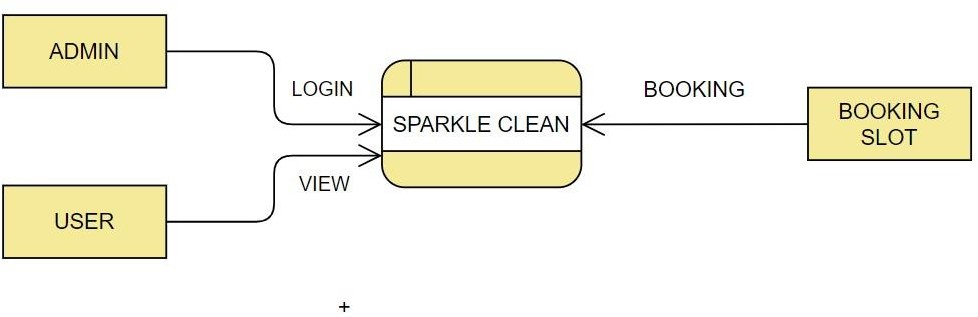 ADMIN
LOGIN
BOOKING
SPARKLE CLEAN
BOOKING
SLOT
VIEW
USER
+